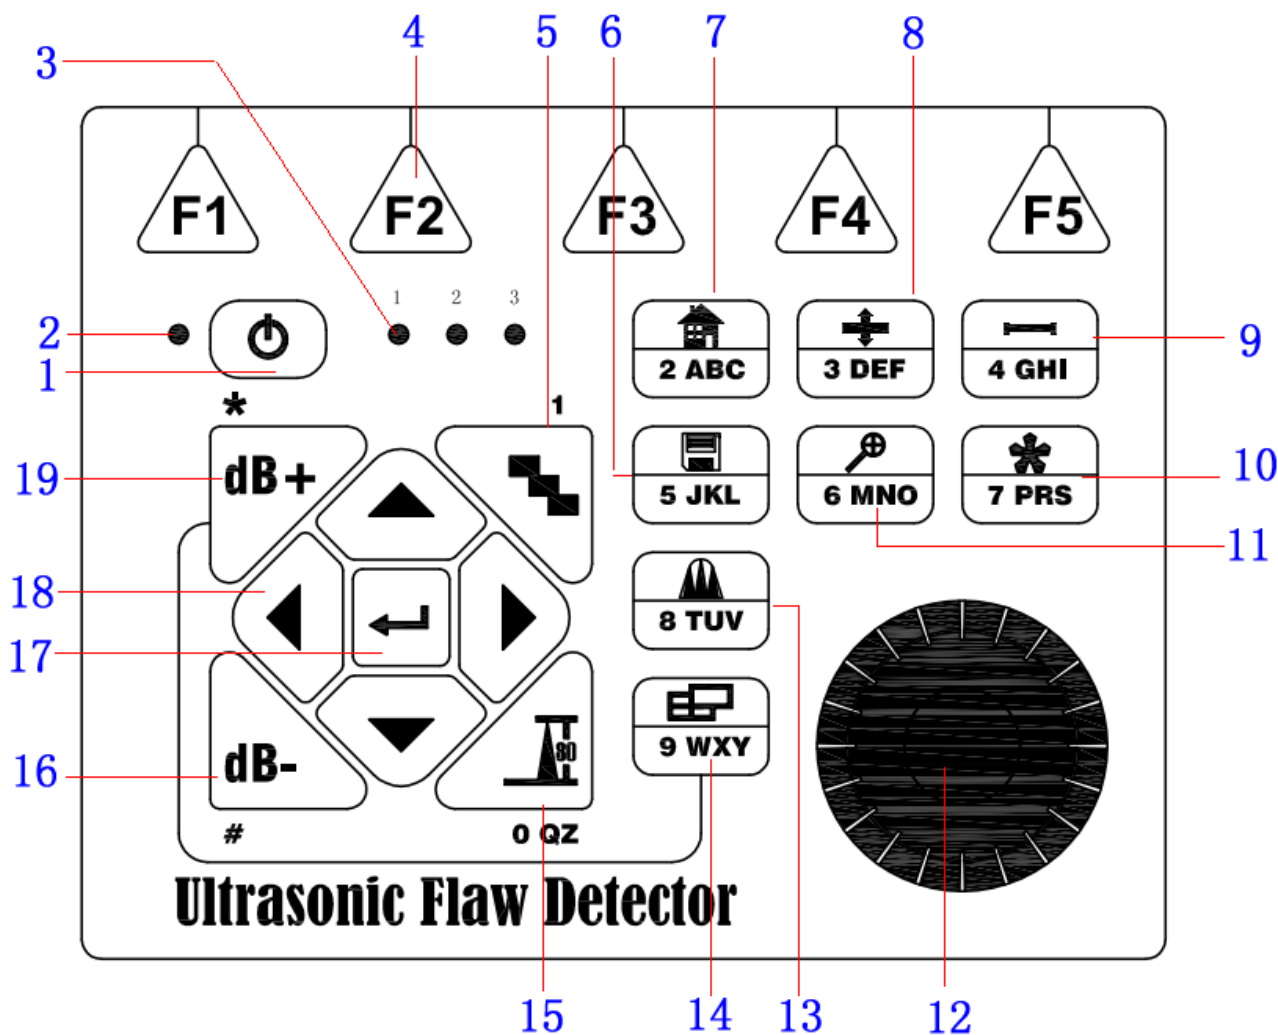 4 5 6 7 8
3
F1 F2 F3 F4 F5
1 2 3
2
1
9
2 ABC 3 DEF 4 GHI
* 1
dB+
19
10
5 JKL 6 MNO 7 PRS
11
18
8 TUV
17
9 WXY
80
dB-
16
# 0 QZ
Ultrasonic Flaw Detector
15 14 13 12